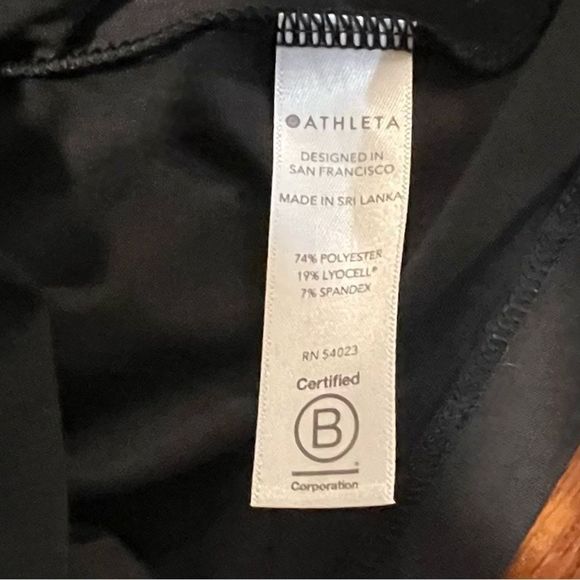 ATHLETA
DESIGNED IN
SAN FRANCISCO
MADE IN SRI LANKA
74% POLYESTER
19% LYOCELL®
7% SPANDEX
RN 54023
Certified
B
Corporation